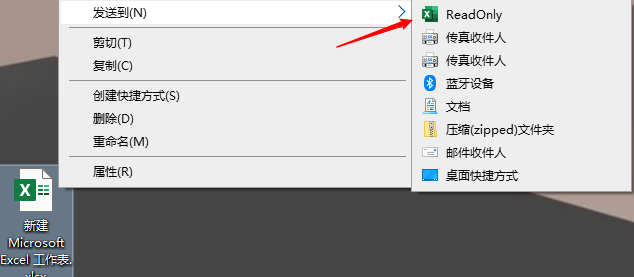 发送到(N)
剪切(T)
复制(C)
创建快捷方式(S)
删除(D)
重命名(M)
属性(R)
ReadOnly
传真收件人
传真收件人
蓝牙设备
文档
压缩(zipped)文件夹
邮件收件人
桌面快捷方式
新建
Microsoft
Excel 工作表.
xlsx